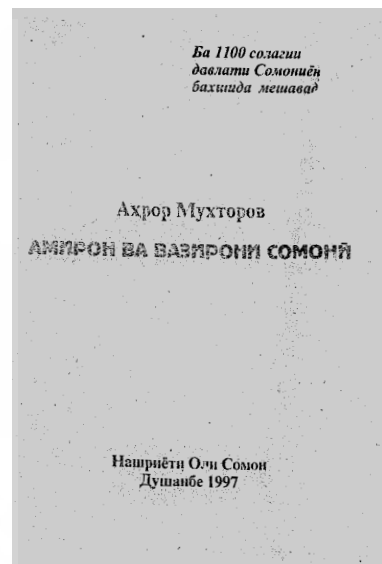 Ба 1100 солагии
давлати Сомониён
бахшида мешавад
Ахрор Мухторов
АМИРОН ВА ВАЗИРОНИ СОМОНӢ
Нашриёти Оли Сомон
Душанбе 1997